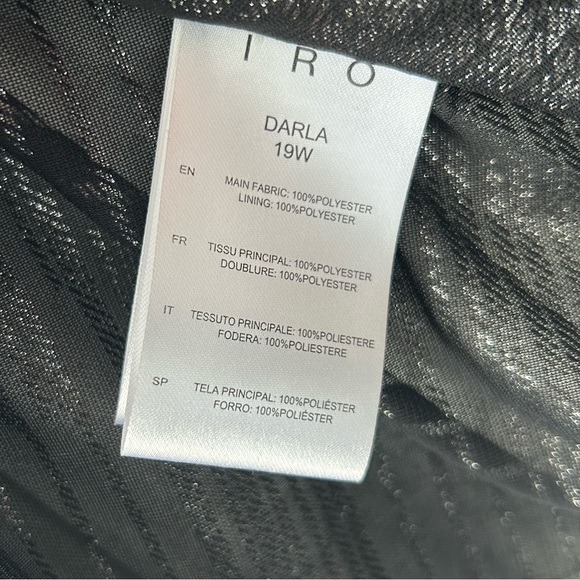 IRO
DARLA
19W
EN
MAIN FABRIC: 100%POLYESTER
LINING: 100%POLYESTER
FR
TISSU PRINCIPAL: 100%POLYESTER
DOUBLURE: 100%POLYESTER
IT
TESSUTO PRINCIPALE: 100%POLIESTERE
FODERA: 100%POLIESTERE
SP
TELA PRINCIPAL: 100%POLIÉSTER
FORRO: 100%POLIÉSTER